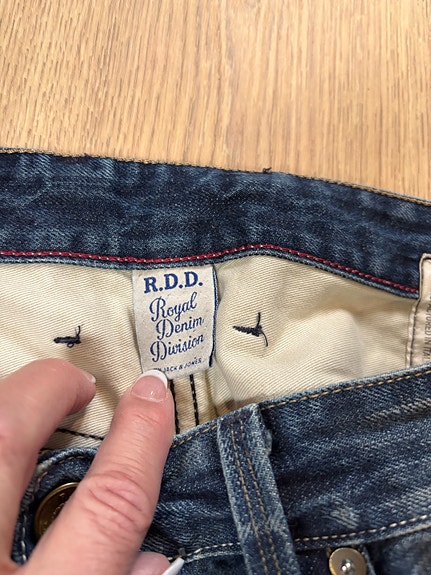 R.D.D.
Royal
Denim
Division
BY JACK & JONES